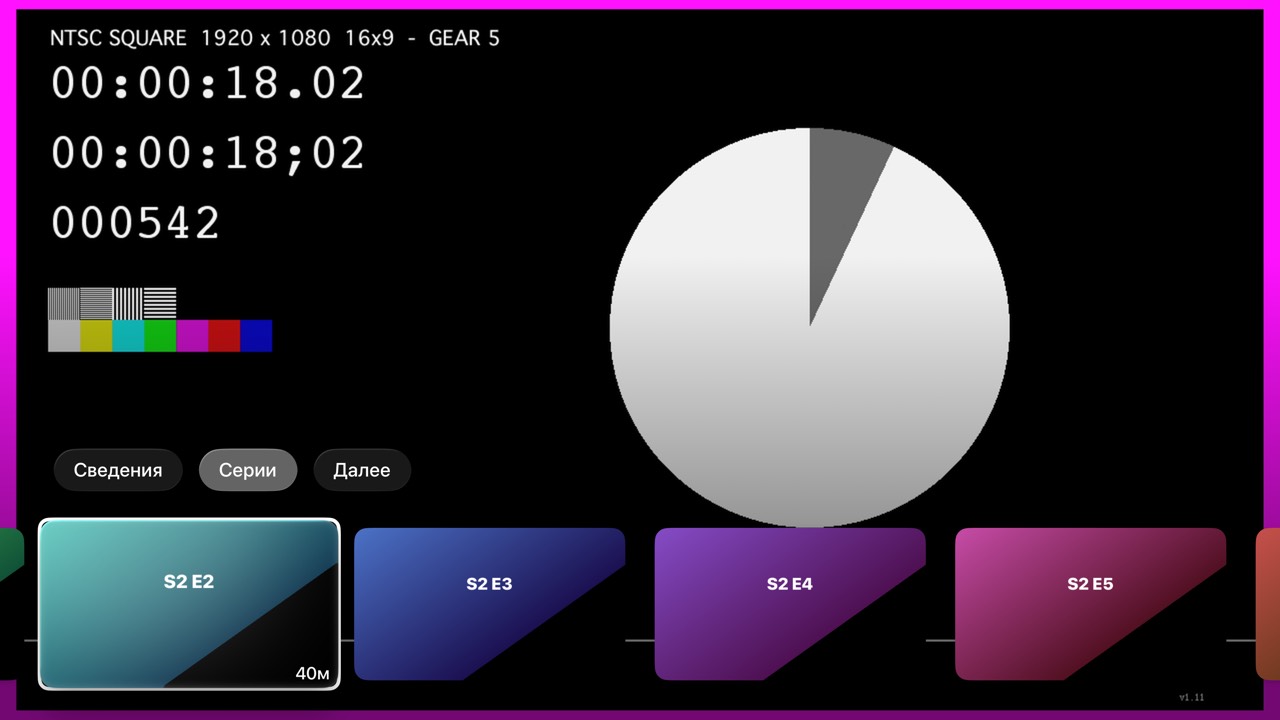 NTSC SQUARE 1920 x 1080 16x9 - GEAR 5
00:00:18.02
00:00:18;02
000542
Сведения Серии Далее
S2 E2 S2 E3 S2 E4 S2 E5
40м
v1.11